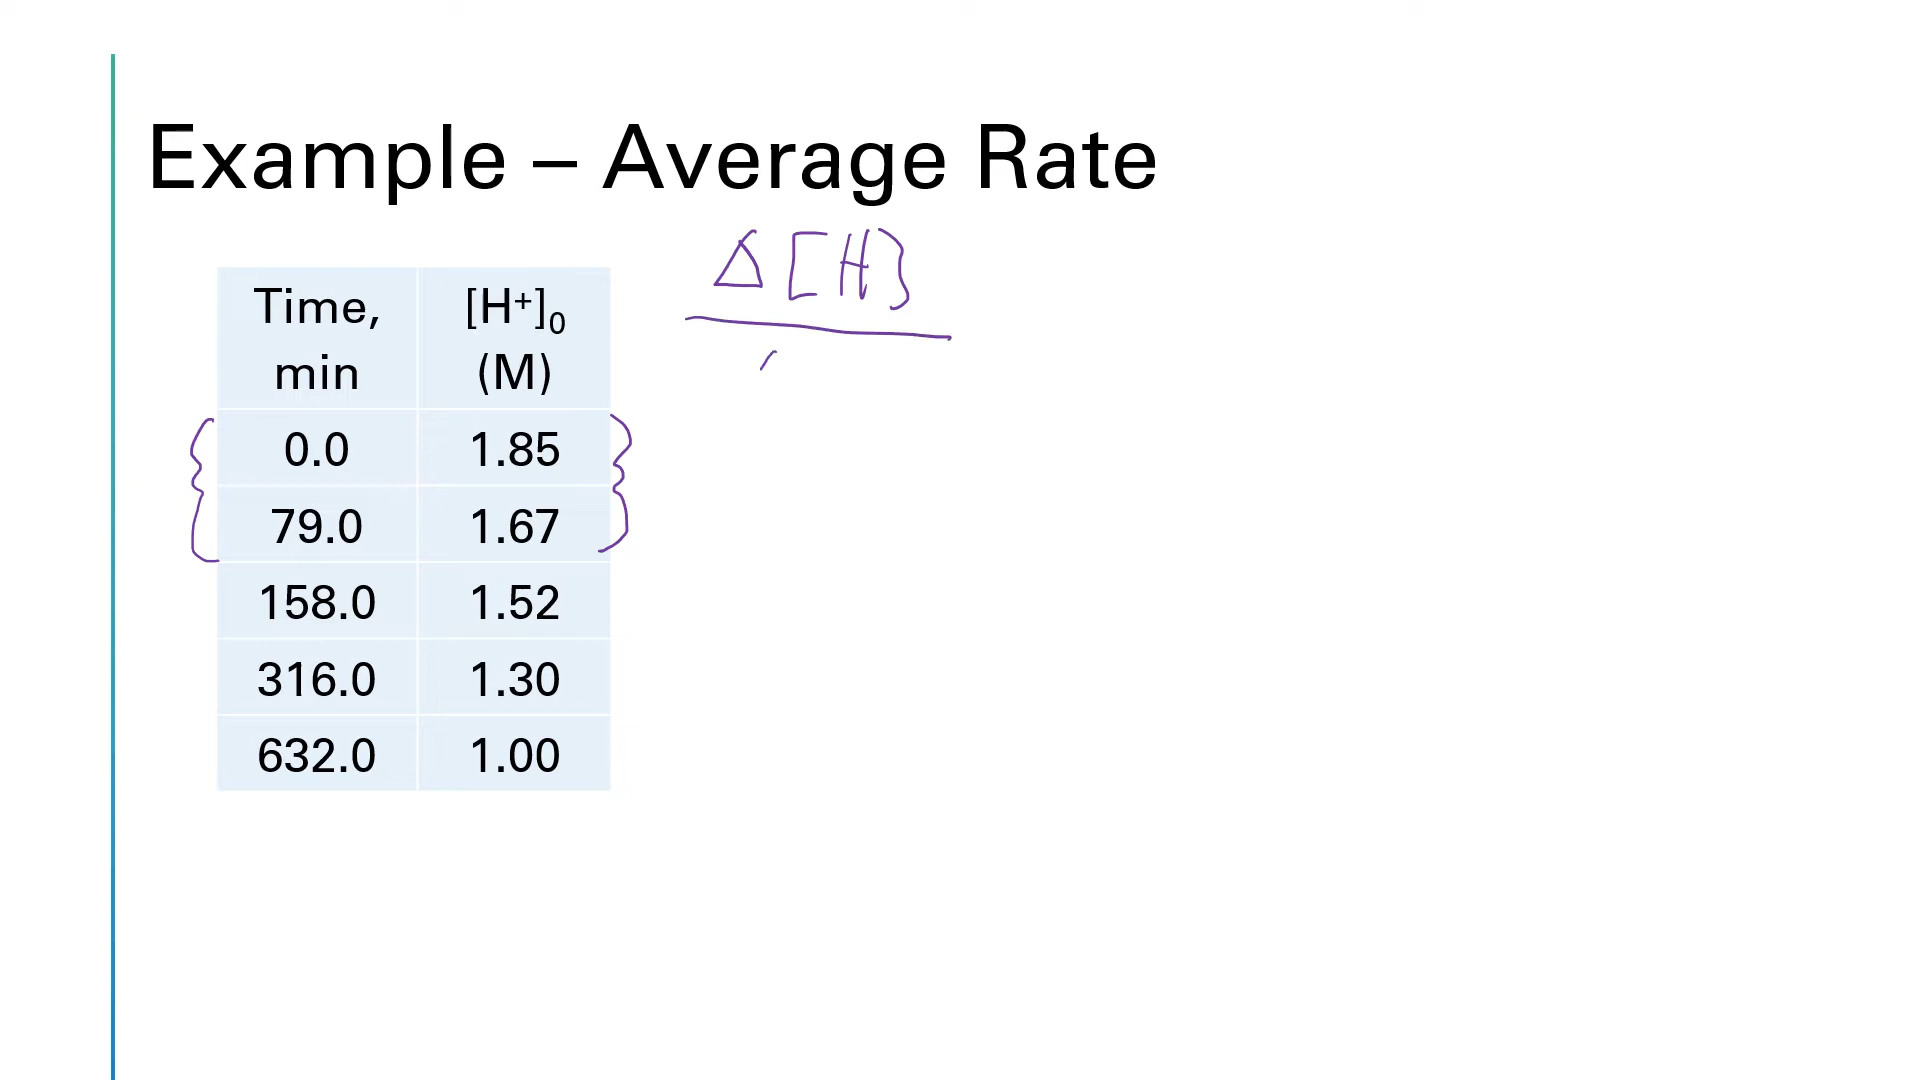 Example – Average Rate
Δ [H]
Time, min [H⁺]₀ (M)
0.0 1.85
79.0 1.67
158.0 1.52
316.0 1.30
632.0 1.00